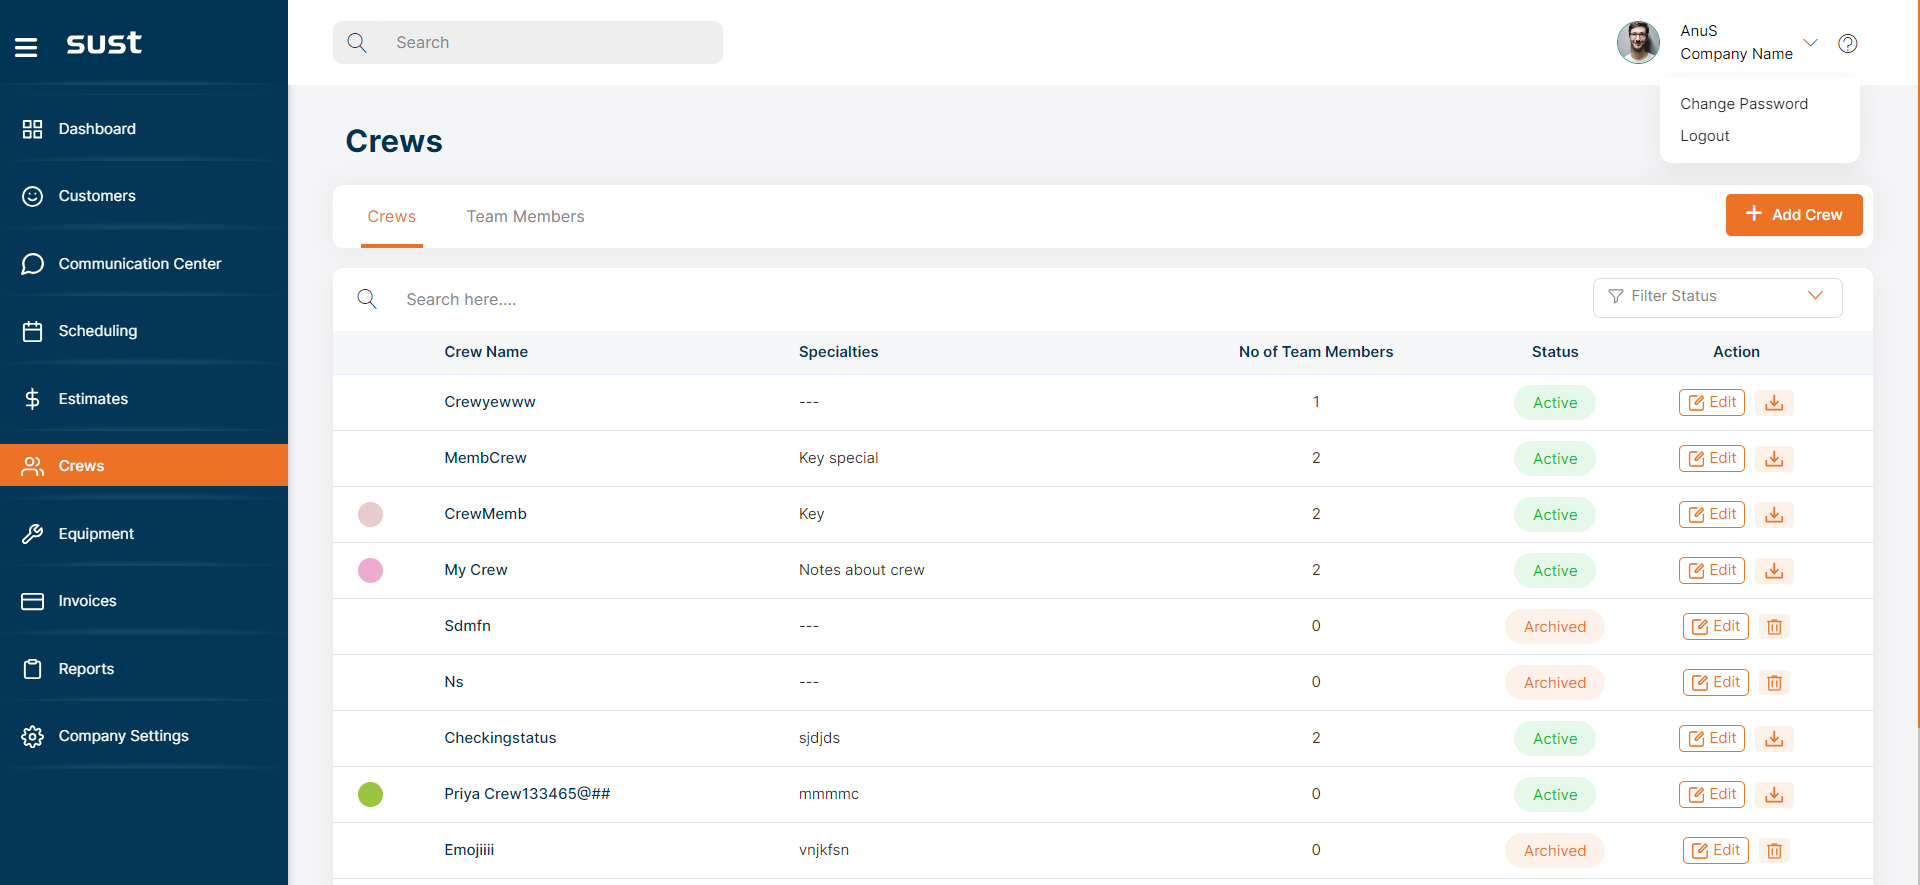 sust
Search
AnuS
Company Name
Change Password
Logout
Dashboard
Customers
Communication Center
Scheduling
Estimates
Crews
Equipment
Invoices
Reports
Company Settings
Crews
Crews Team Members
+ Add Crew
Search here.... Filter Status
Crew Name Specialties No of Team Members Status Action
Crewyewww --- 1 Active Edit
MembCrew Key special 2 Active Edit
CrewMemb Key 2 Active Edit
My Crew Notes about crew 2 Active Edit
Sdmfn --- 0 Archived Edit
Ns --- 0 Archived Edit
Checkingstatus sjdjds 2 Active Edit
Priya Crew133465@## mmmmc 0 Active Edit
Emojiiii vnjkfsn 0 Archived Edit